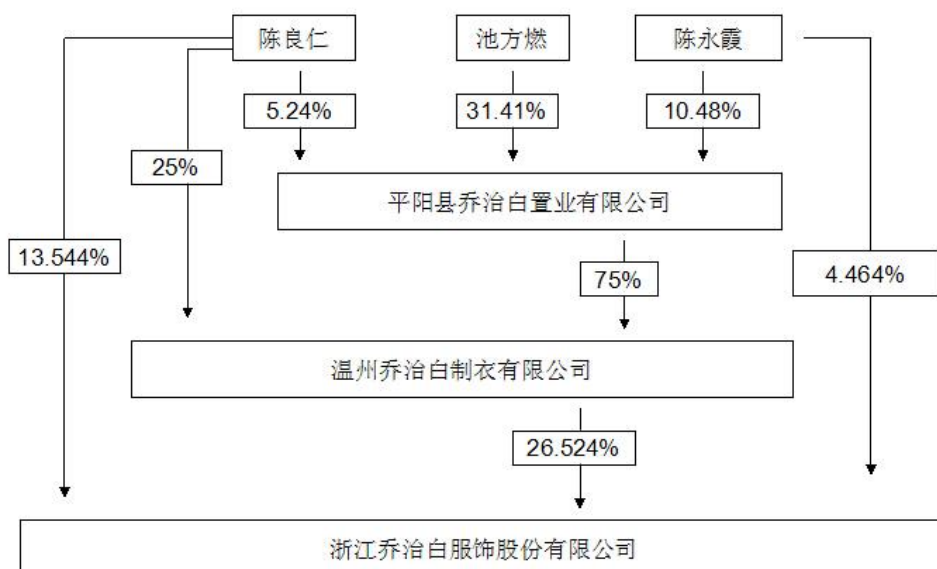 陈良仁
池方燃
陈永霞
5.24%
31.41%
10.48%
25%
平阳县乔治白置业有限公司
13.544%
75%
4.464%
温州乔治白制衣有限公司
26.524%
浙江乔治白服饰股份有限公司